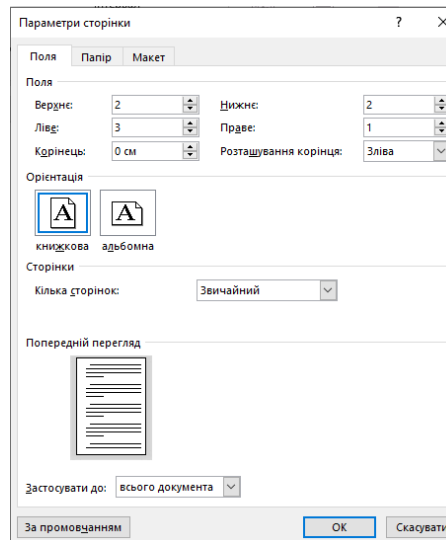 Параметри сторінки ? ×
Поля Папір Макет
Поля
Верхнє: 2 Нижнє: 2
Ліве: 3 Праве: 1
Корінець: 0 см Розташування корінця: Зліва
Орієнтація
A A
книжкова альбомна
Сторінки
Кілька сторінок: Звичайний
Попередній перегляд
Застосувати до: всього документа
За промовчанням ОК Скасувати